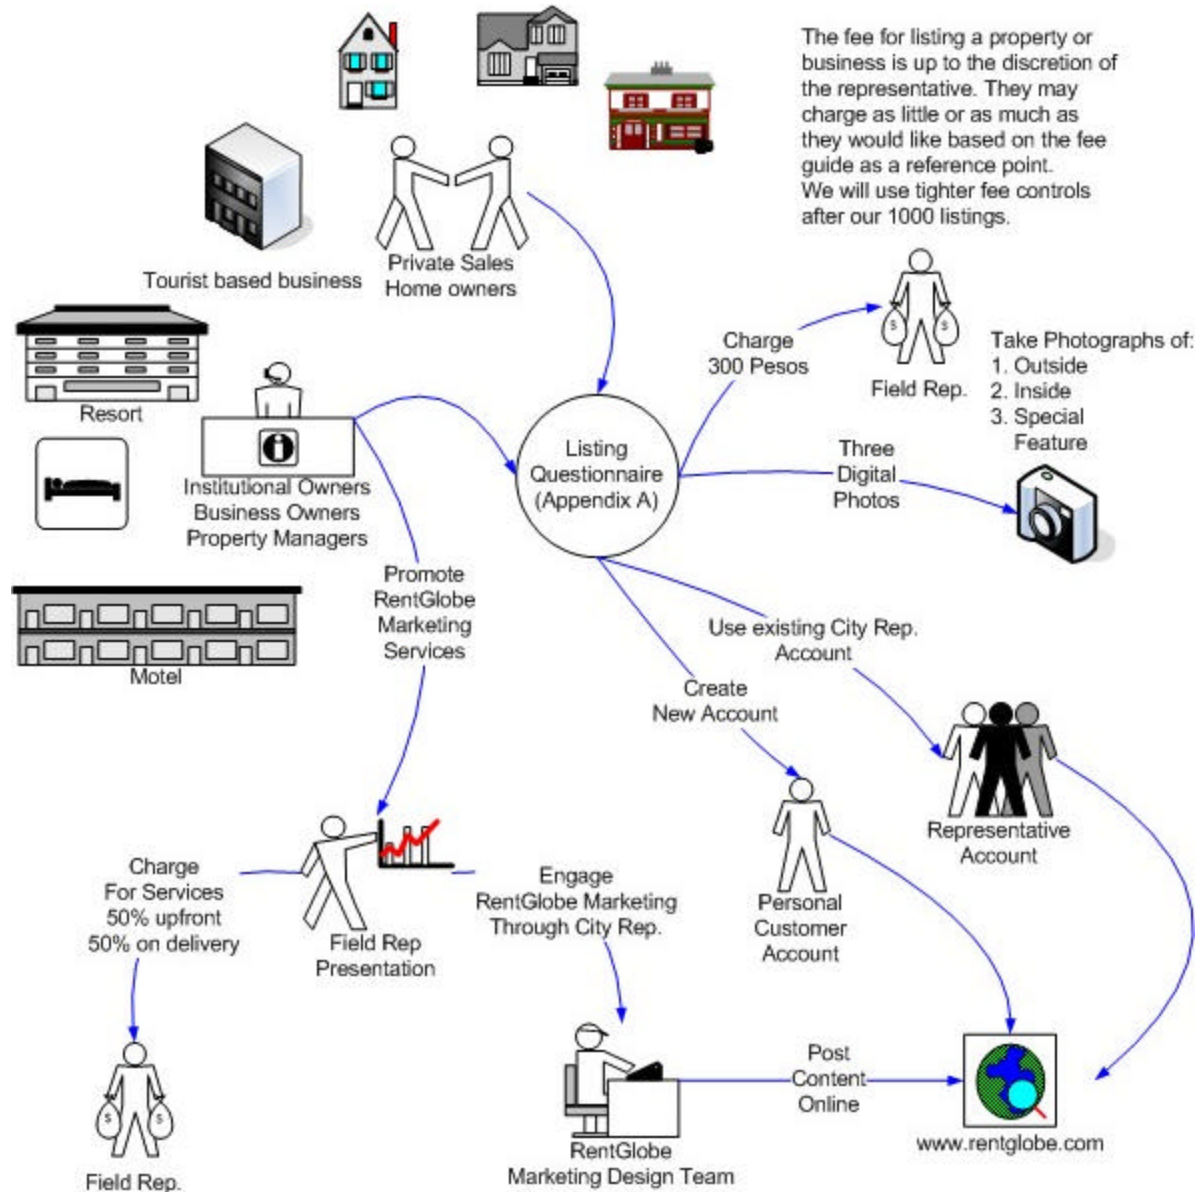 The fee for listing a property or
business is up to the discretion of
the representative. They may
charge as little or as much as
they would like based on the fee
guide as a reference point.
We will use tighter fee controls
after our 1000 listings.
Tourist based business
Private Sales
Home owners
Charge
300 Pesos
$
$
Field Rep.
Take Photographs of:
1. Outside
2. Inside
3. Special
Feature
Resort
Listing
Questionnaire
(Appendix A)
Three
Digital
Photos
i
Institutional Owners
Business Owners
Property Managers
Promote
RentGlobe
Marketing
Services
Motel
Use existing City Rep.
Account
Create
New Account
Representative
Account
Charge
For Services
50% upfront
50% on delivery
Field Rep
Presentation
Engage
RentGlobe Marketing
Through City Rep.
Personal
Customer
Account
Post
Content
Online
$
$
Field Rep.
RentGlobe
Marketing Design Team
www.rentglobe.com